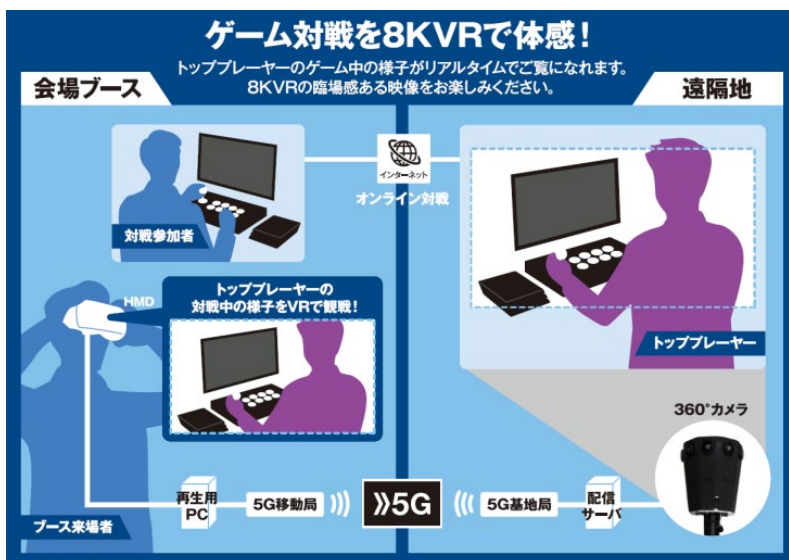 ゲーム対戦を8KVRで体感！
トッププレーヤーのゲーム中の様子がリアルタイムでご覧になれます。
8KVRの臨場感ある映像をお楽しみください。
会場ブース
遠隔地
インターネット
オンライン対戦
対戦参加者
HMD
トッププレーヤーの
対戦中の様子をVRで観戦！
トッププレーヤー
360°カメラ
再生用
PC
5G移動局
》5G
5G基地局
配信
サーバ
ブース来場者